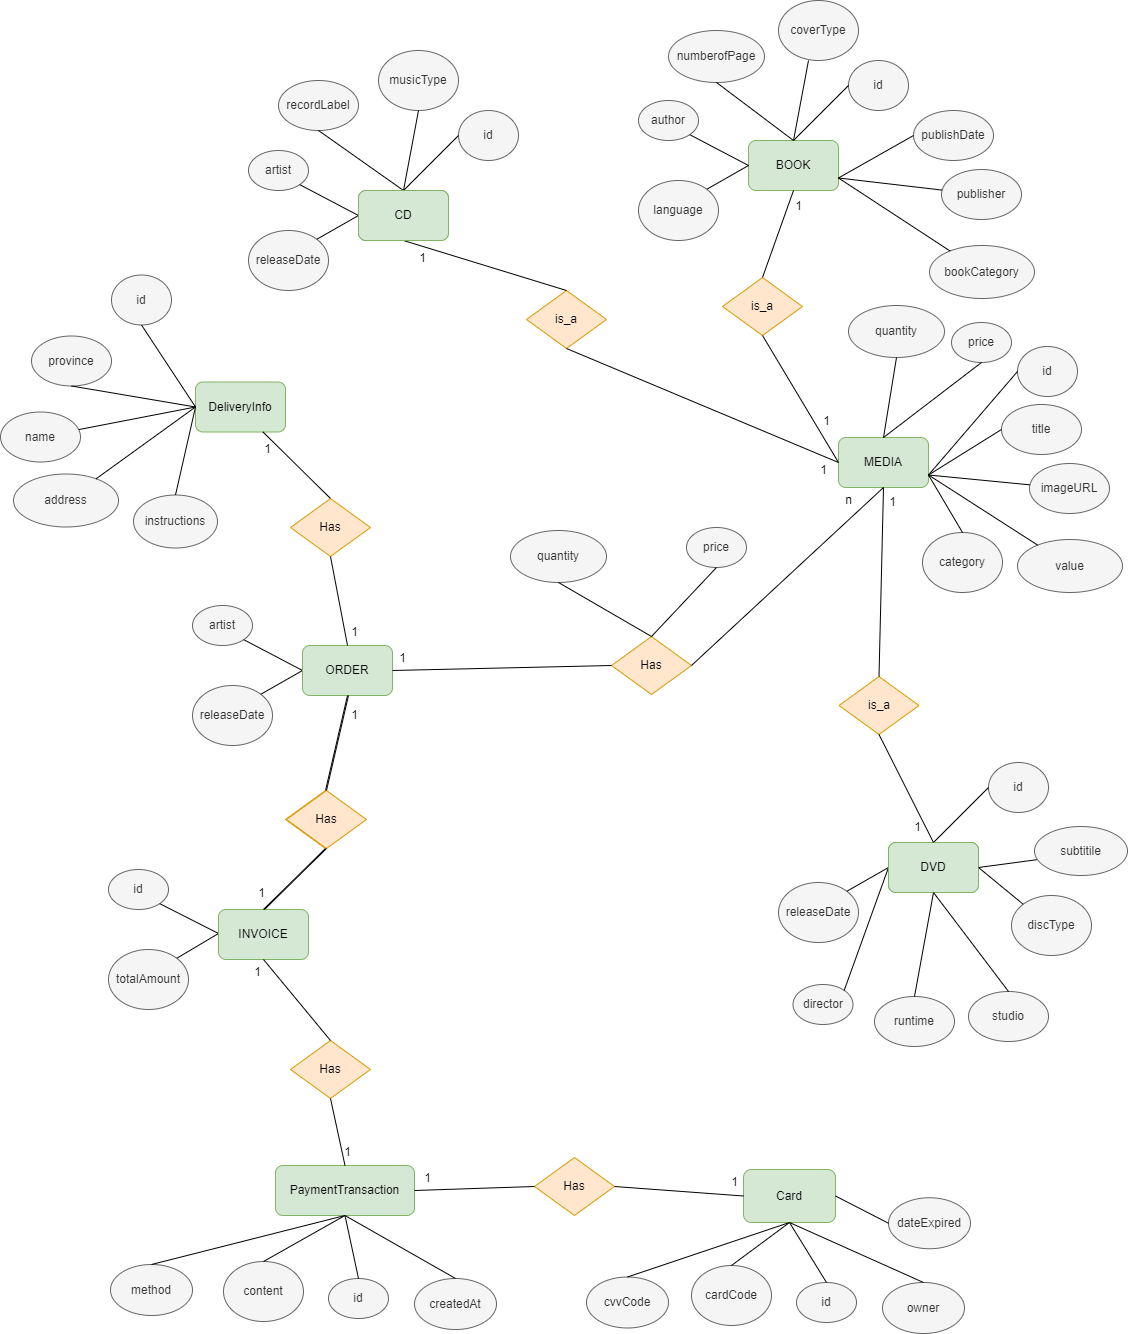 coverType
numberofPage
musicType
id
recordLabel
author
id
publishDate
BOOK
artist
publisher
language
1
CD
releaseDate
1
bookCategory
id
is_a
is_a
quantity
price
province
id
DeliveryInfo
title
name
1
1
MEDIA
1
imageURL
address
n
1
instructions
Has
quantity
price
category
value
artist
1
1
Has
ORDER
releaseDate
1
is_a
id
Has
1
subtitile
DVD
id
1
releaseDate
discType
INVOICE
1
totalAmount
director
studio
runtime
Has
1
1
1
Has
PaymentTransaction
Card
dateExpired
method
content
id
createdAt
cvvCode
cardCode
id
owner